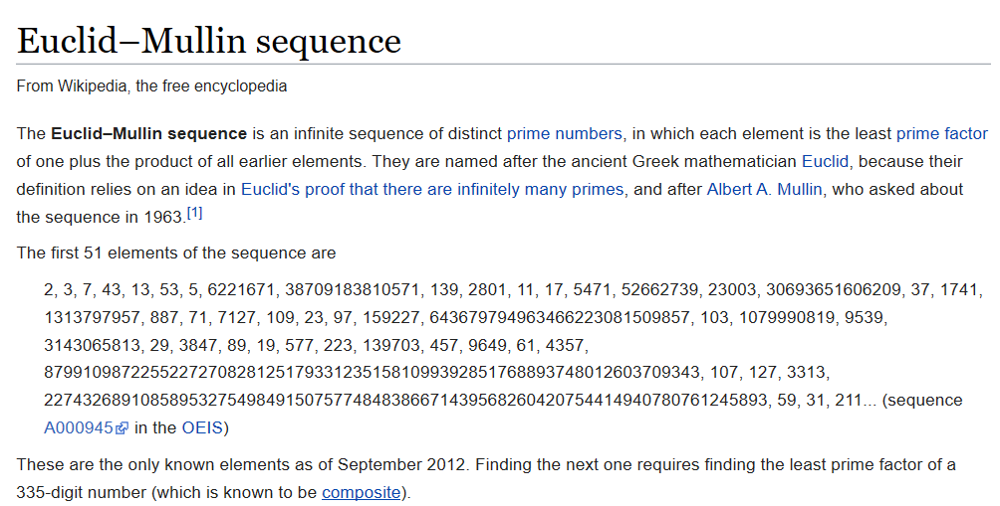 Euclid–Mullin sequence
From Wikipedia, the free encyclopedia
The Euclid–Mullin sequence is an infinite sequence of distinct prime numbers, in which each element is the least prime factor
of one plus the product of all earlier elements. They are named after the ancient Greek mathematician Euclid, because their
definition relies on an idea in Euclid's proof that there are infinitely many primes, and after Albert A. Mullin, who asked about
the sequence in 1963.[1]
The first 51 elements of the sequence are
2, 3, 7, 43, 13, 53, 5, 6221671, 38709183810571, 139, 2801, 11, 17, 5471, 52662739, 23003, 30693651606209, 37, 1741,
1313797957, 887, 71, 7127, 109, 23, 97, 159227, 643679794963466223081509857, 103, 1079990819, 9539,
3143065813, 29, 3847, 89, 19, 577, 223, 139703, 457, 9649, 61, 4357,
87991098722552272708281251793312351581099392851768893748012603709343, 107, 127, 3313,
227432689108589532754984915075774848386671439568260420754414940780761245893, 59, 31, 211... (sequence
A000945 in the OEIS)
These are the only known elements as of September 2012. Finding the next one requires finding the least prime factor of a
335-digit number (which is known to be composite).